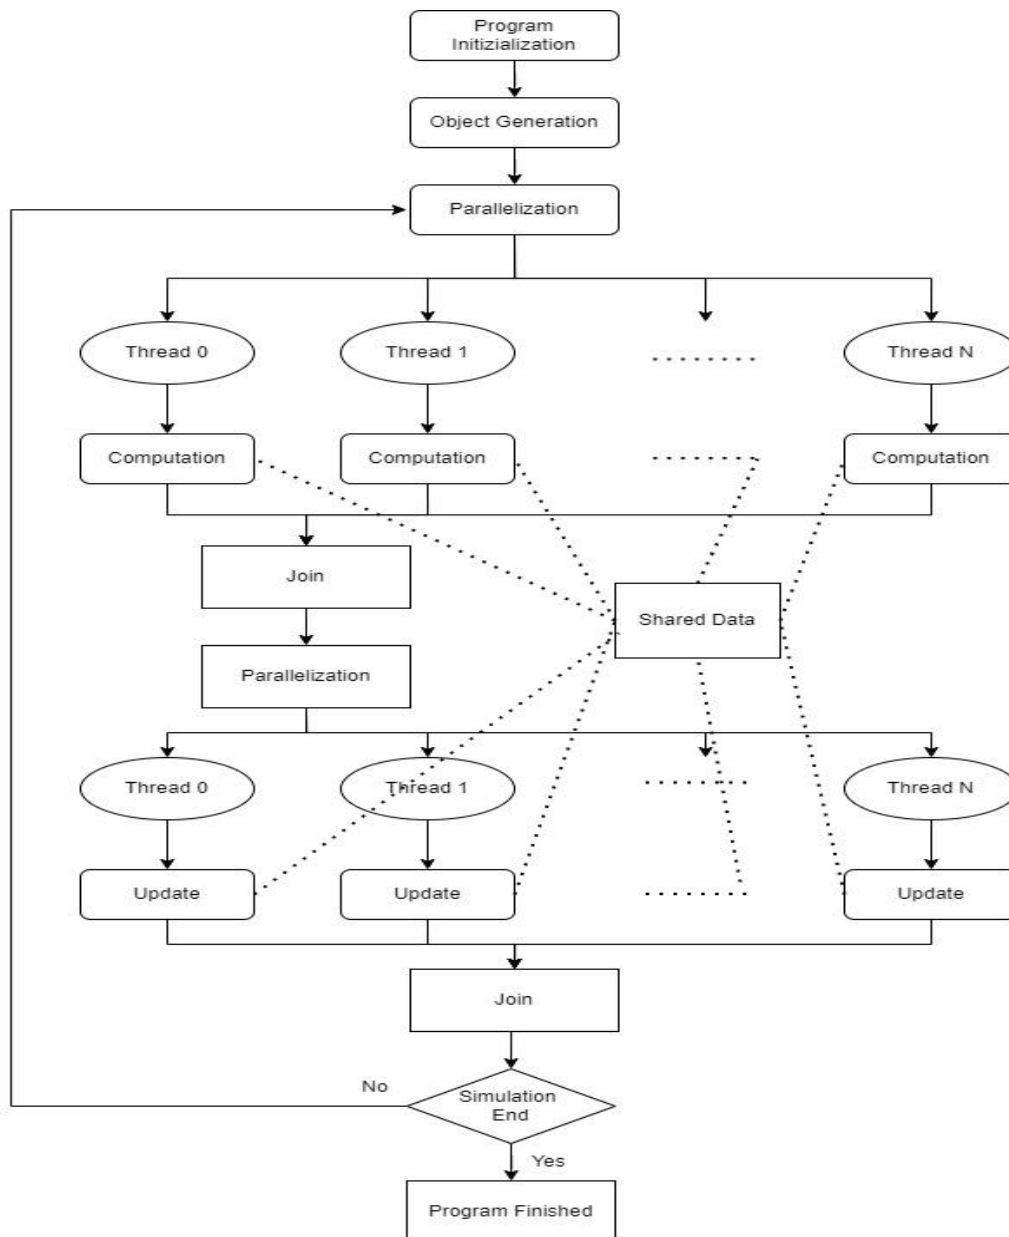 Program
Initizialization
Object Generation
Parallelization
Thread 0
Thread 1
Thread N
Computation
Computation
Computation
Join
Shared Data
Parallelization
Thread 0
Thread 1
Thread N
Update
Update
Update
Join
No
Simulation
End
Yes
Program Finished